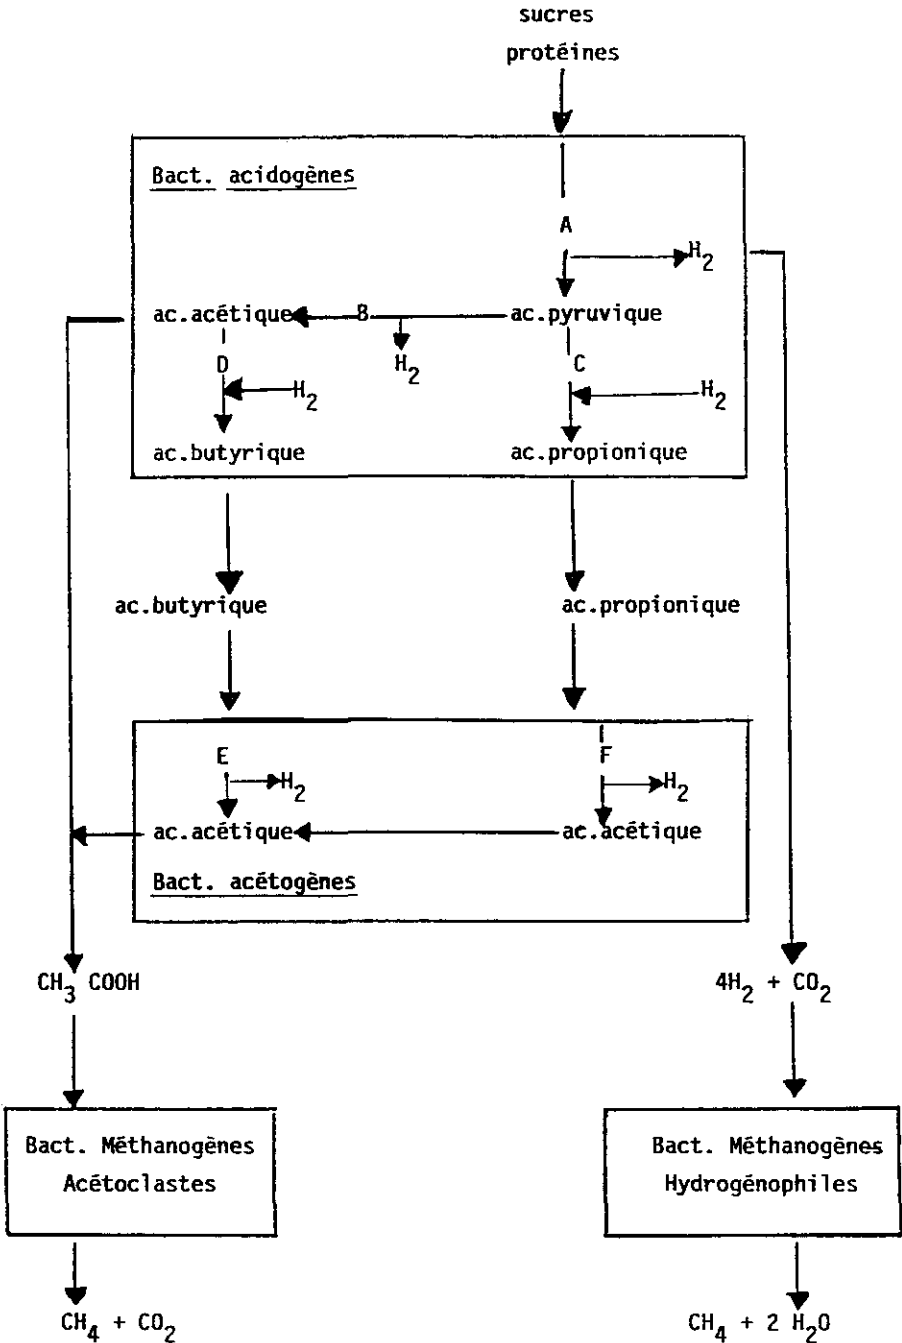 sucres
protéines
Bact. acidogènes
A
H2
ac.acétique B ac.pyruvique
D H2 C
H2 H2
ac.butyrique ac.propionique
ac.butyrique ac.propionique
E F
H2 H2
ac.acétique ac.acétique
Bact. acétogènes
CH3 COOH 4H2 + CO2
Bact. Méthanogènes
Acétoclastes
Bact. Méthanogènes
Hydrogénophiles
CH4 + CO2 CH4 + 2 H2O